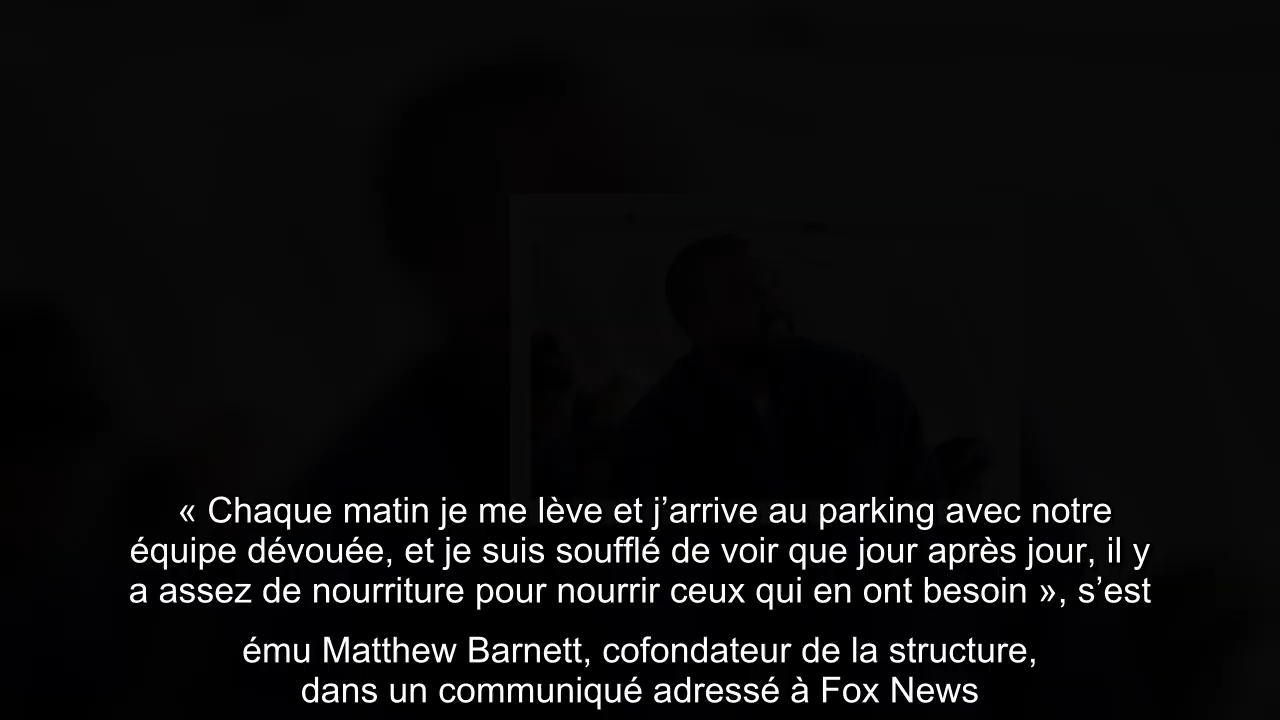 « Chaque matin je me lève et j’arrive au parking avec notre
équipe dévouée, et je suis soufflé de voir que jour après jour, il y
a assez de nourriture pour nourrir ceux qui en ont besoin », s’est
ému Matthew Barnett, cofondateur de la structure,
dans un communiqué adressé à Fox News